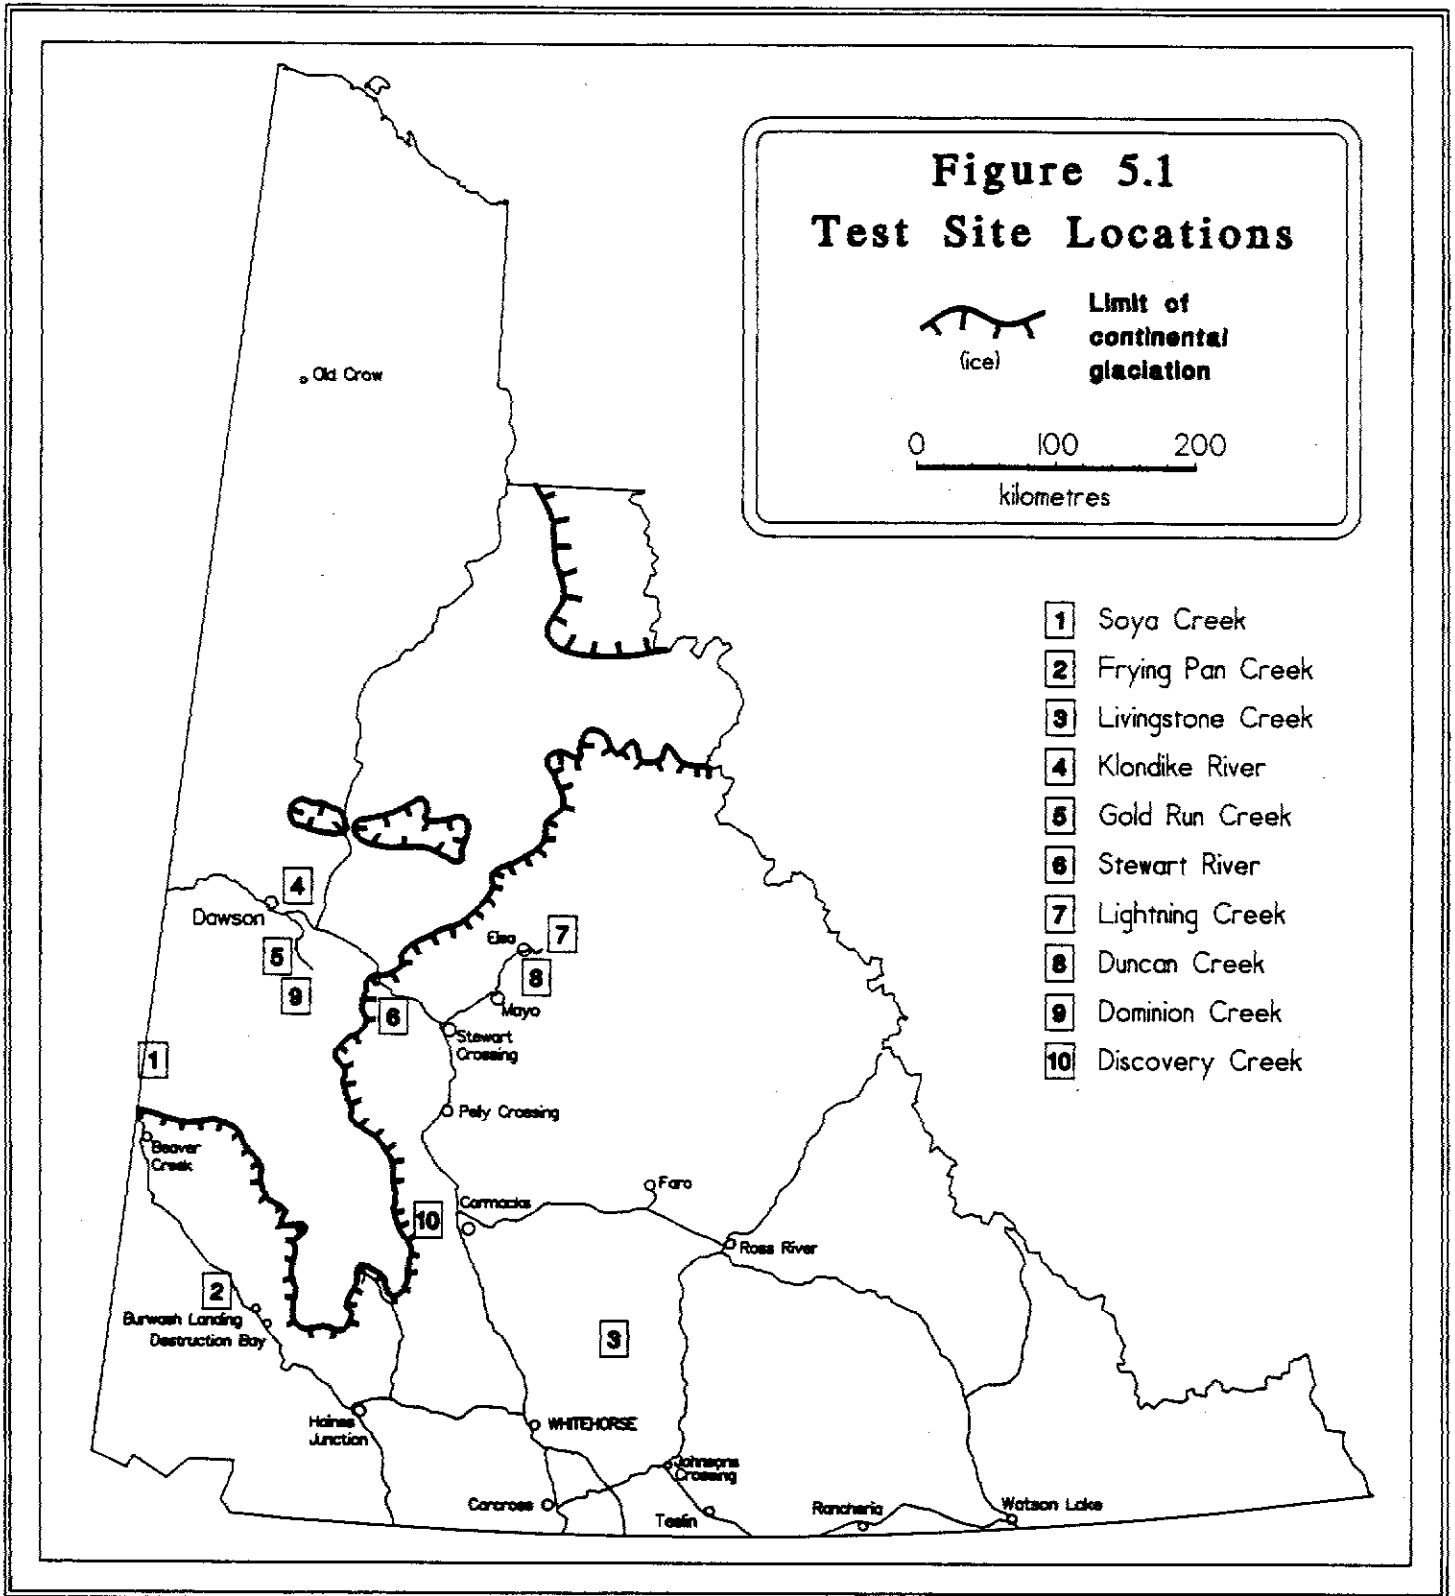 Figure 5.1
Test Site Locations
Limit of
continental
glaciation
(ice)
0 100 200
kilometres
1 Soya Creek
2 Frying Pan Creek
3 Livingstone Creek
4 Klondike River
5 Gold Run Creek
6 Stewart River
7 Lightning Creek
8 Duncan Creek
9 Dominion Creek
10 Discovery Creek
Old Crow
4
Dawson
5
9
Elsa
7
8
Mayo
6
Stewart
Crossing
1
Pelly Crossing
Beaver
Creek
Faro
Carmacks
10
Ross River
2
Burwash Landing
Destruction Bay
3
Haines
Junction
WHITEHORSE
Johnsons
Crossing
Carcross
Teslin
Rancheria
Watson Lake